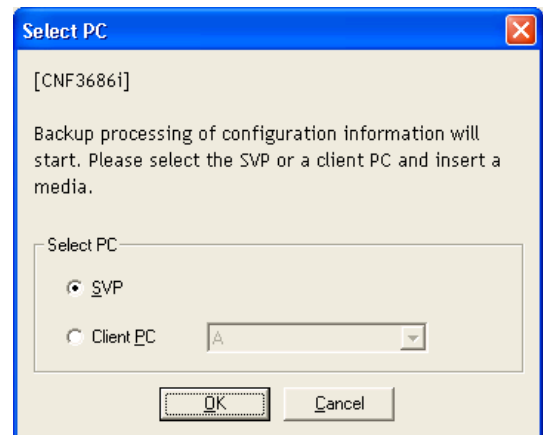 Select PC
[CNF3686i]
Backup processing of configuration information will
start. Please select the SVP or a client PC and insert a
media.
Select PC
SVP
Client PC
A
OK
Cancel